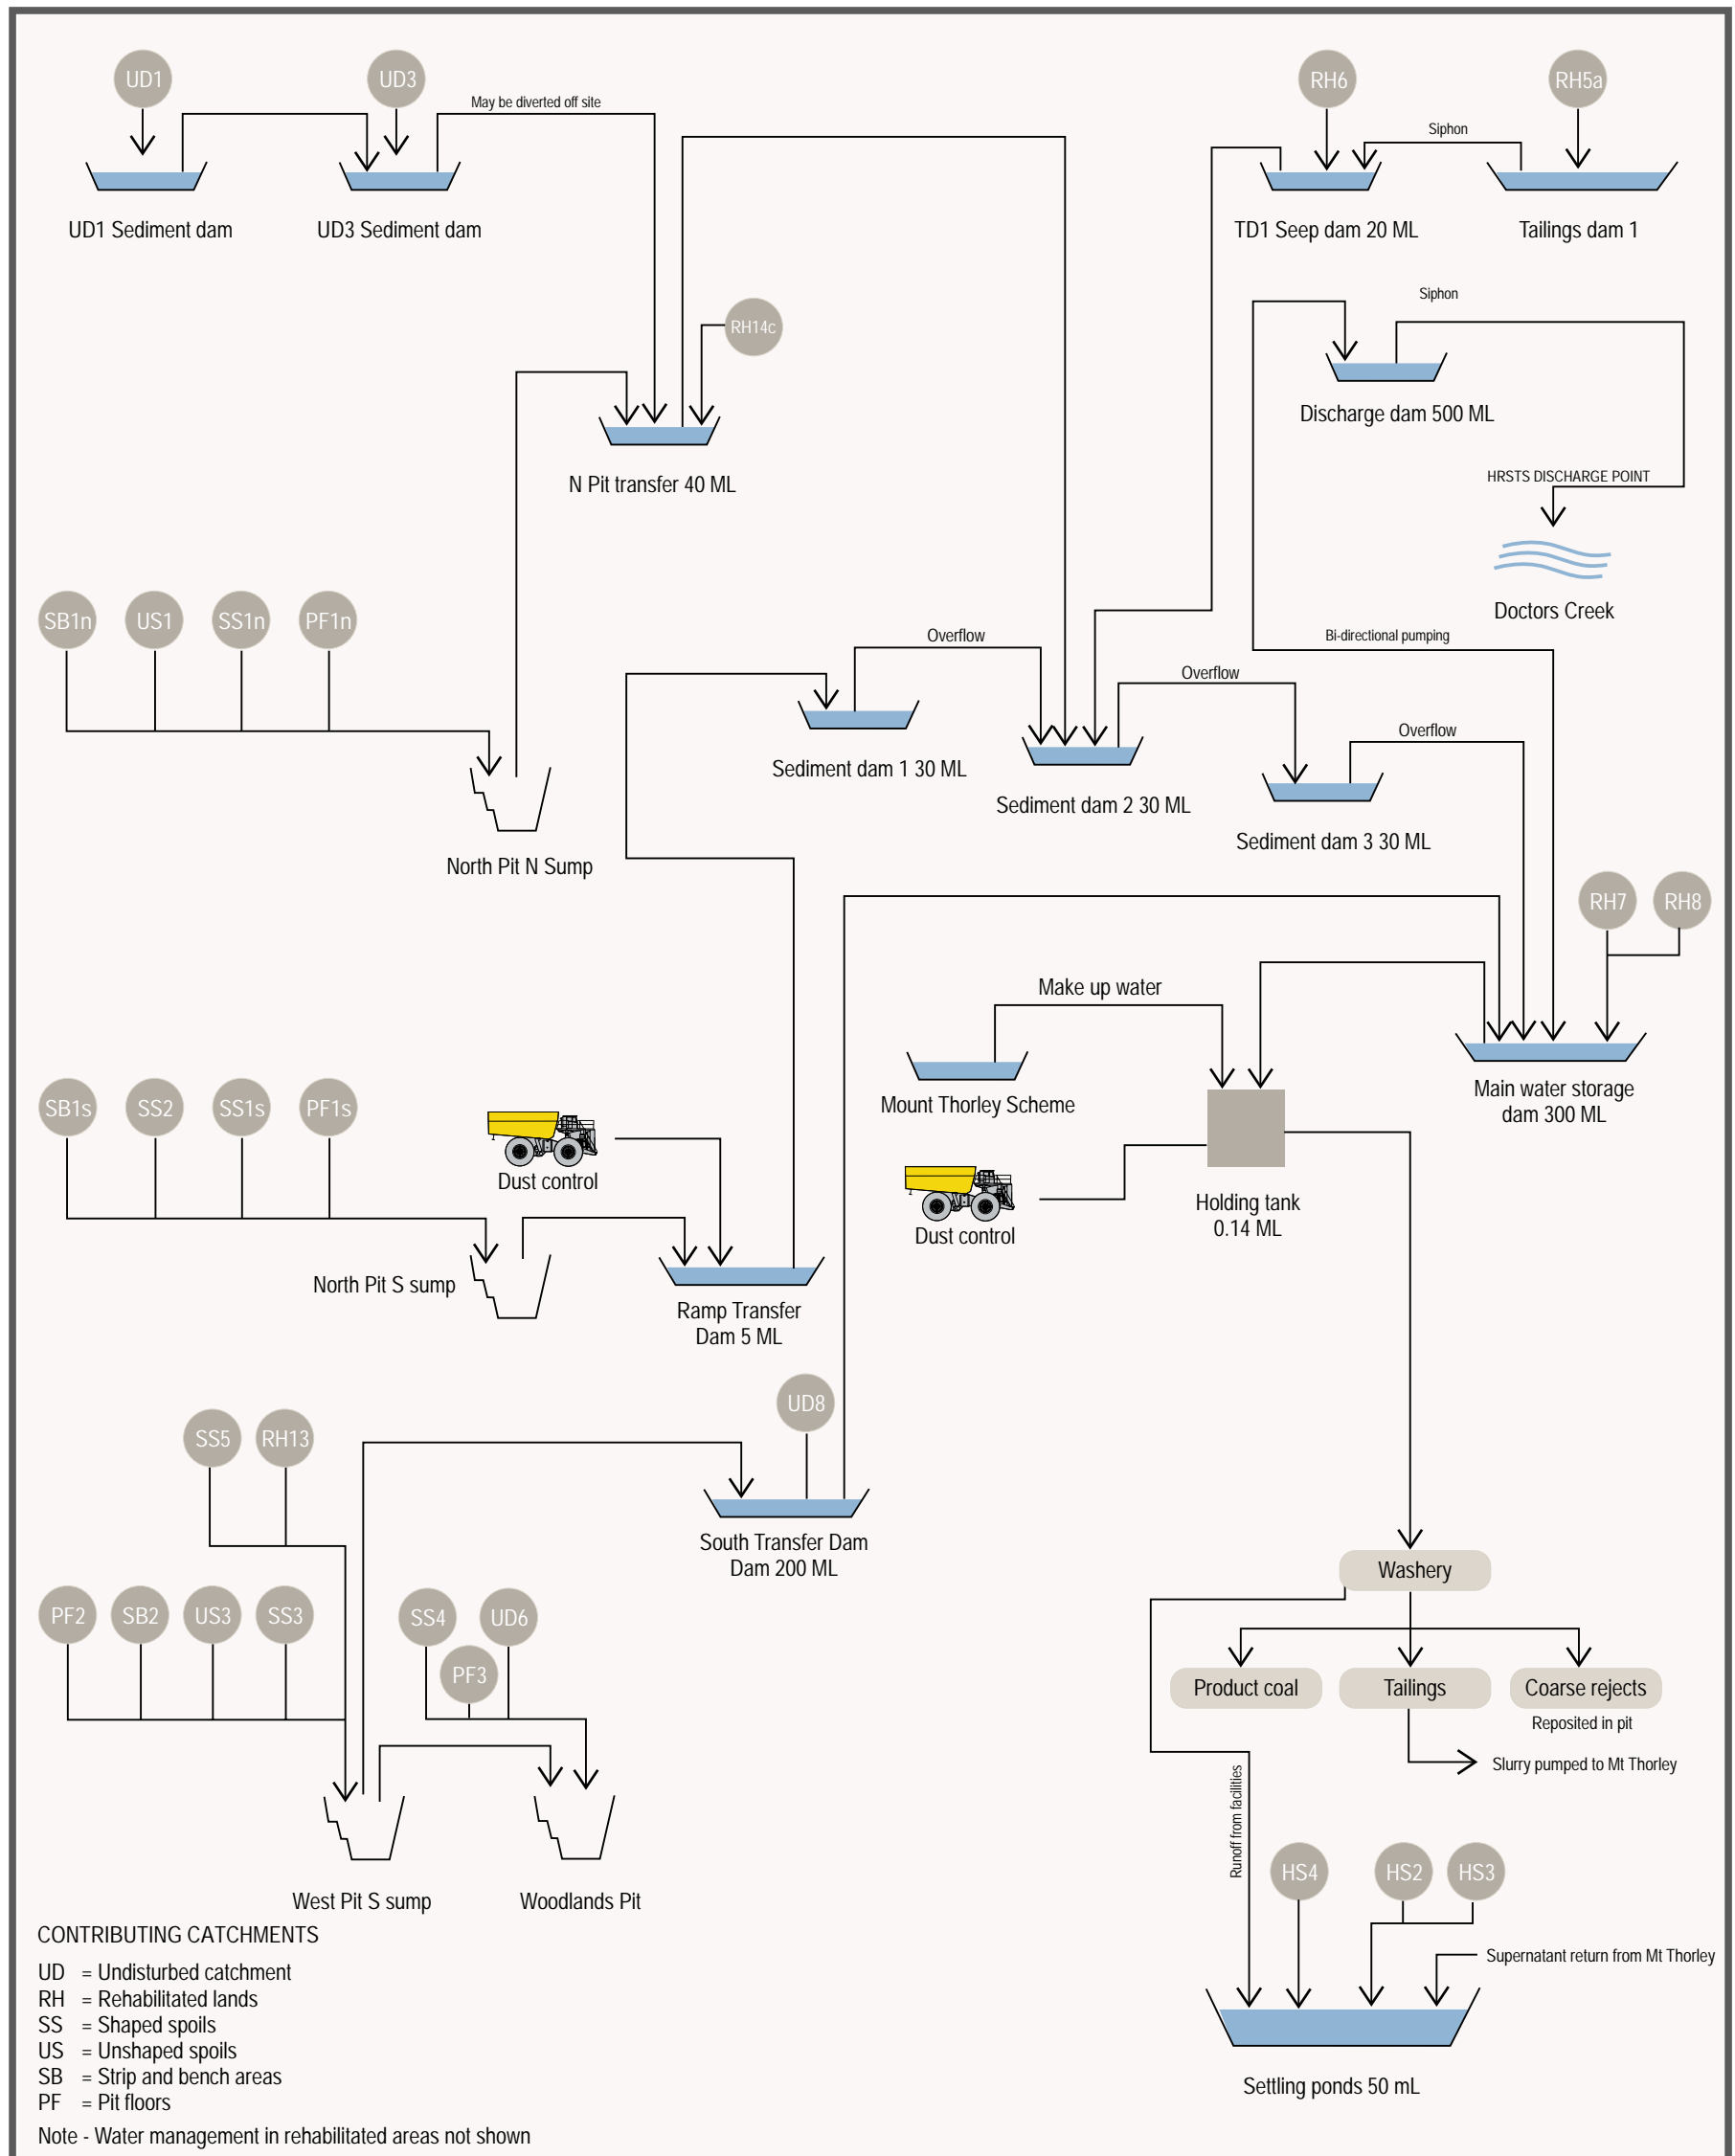 UD1
UD3
May be diverted off site
RH6
RH5a
Siphon
UD1 Sediment dam
UD3 Sediment dam
TD1 Seep dam 20 ML
Tailings dam 1
RH14c
Siphon
Discharge dam 500 ML
N Pit transfer 40 ML
HRSTS DISCHARGE POINT
Doctors Creek
SB1n
US1
SS1n
PF1n
Overflow
Bi-directional pumping
Overflow
Overflow
Sediment dam 1 30 ML
Sediment dam 2 30 ML
Sediment dam 3 30 ML
North Pit N Sump
RH7
RH8
Make up water
Mount Thorley Scheme
Main water storage
dam 300 ML
SB1s
SS2
SS1s
PF1s
Dust control
Dust control
Holding tank
0.14 ML
North Pit S sump
Ramp Transfer
Dam 5 ML
UD8
SS5
RH13
South Transfer Dam
Dam 200 ML
Washery
PF2
SB2
US3
SS3
SS4
UD6
PF3
Product coal
Tailings
Coarse rejects
Reposited in pit
Slurry pumped to Mt Thorley
Runoff from facilities
HS4
HS2
HS3
West Pit S sump
Woodlands Pit
Supernatant return from Mt Thorley
Settling ponds 50 mL
CONTRIBUTING CATCHMENTS
UD = Undisturbed catchment
RH = Rehabilitated lands
SS = Shaped spoils
US = Unshaped spoils
SB = Strip and bench areas
PF = Pit floors
Note - Water management in rehabilitated areas not shown